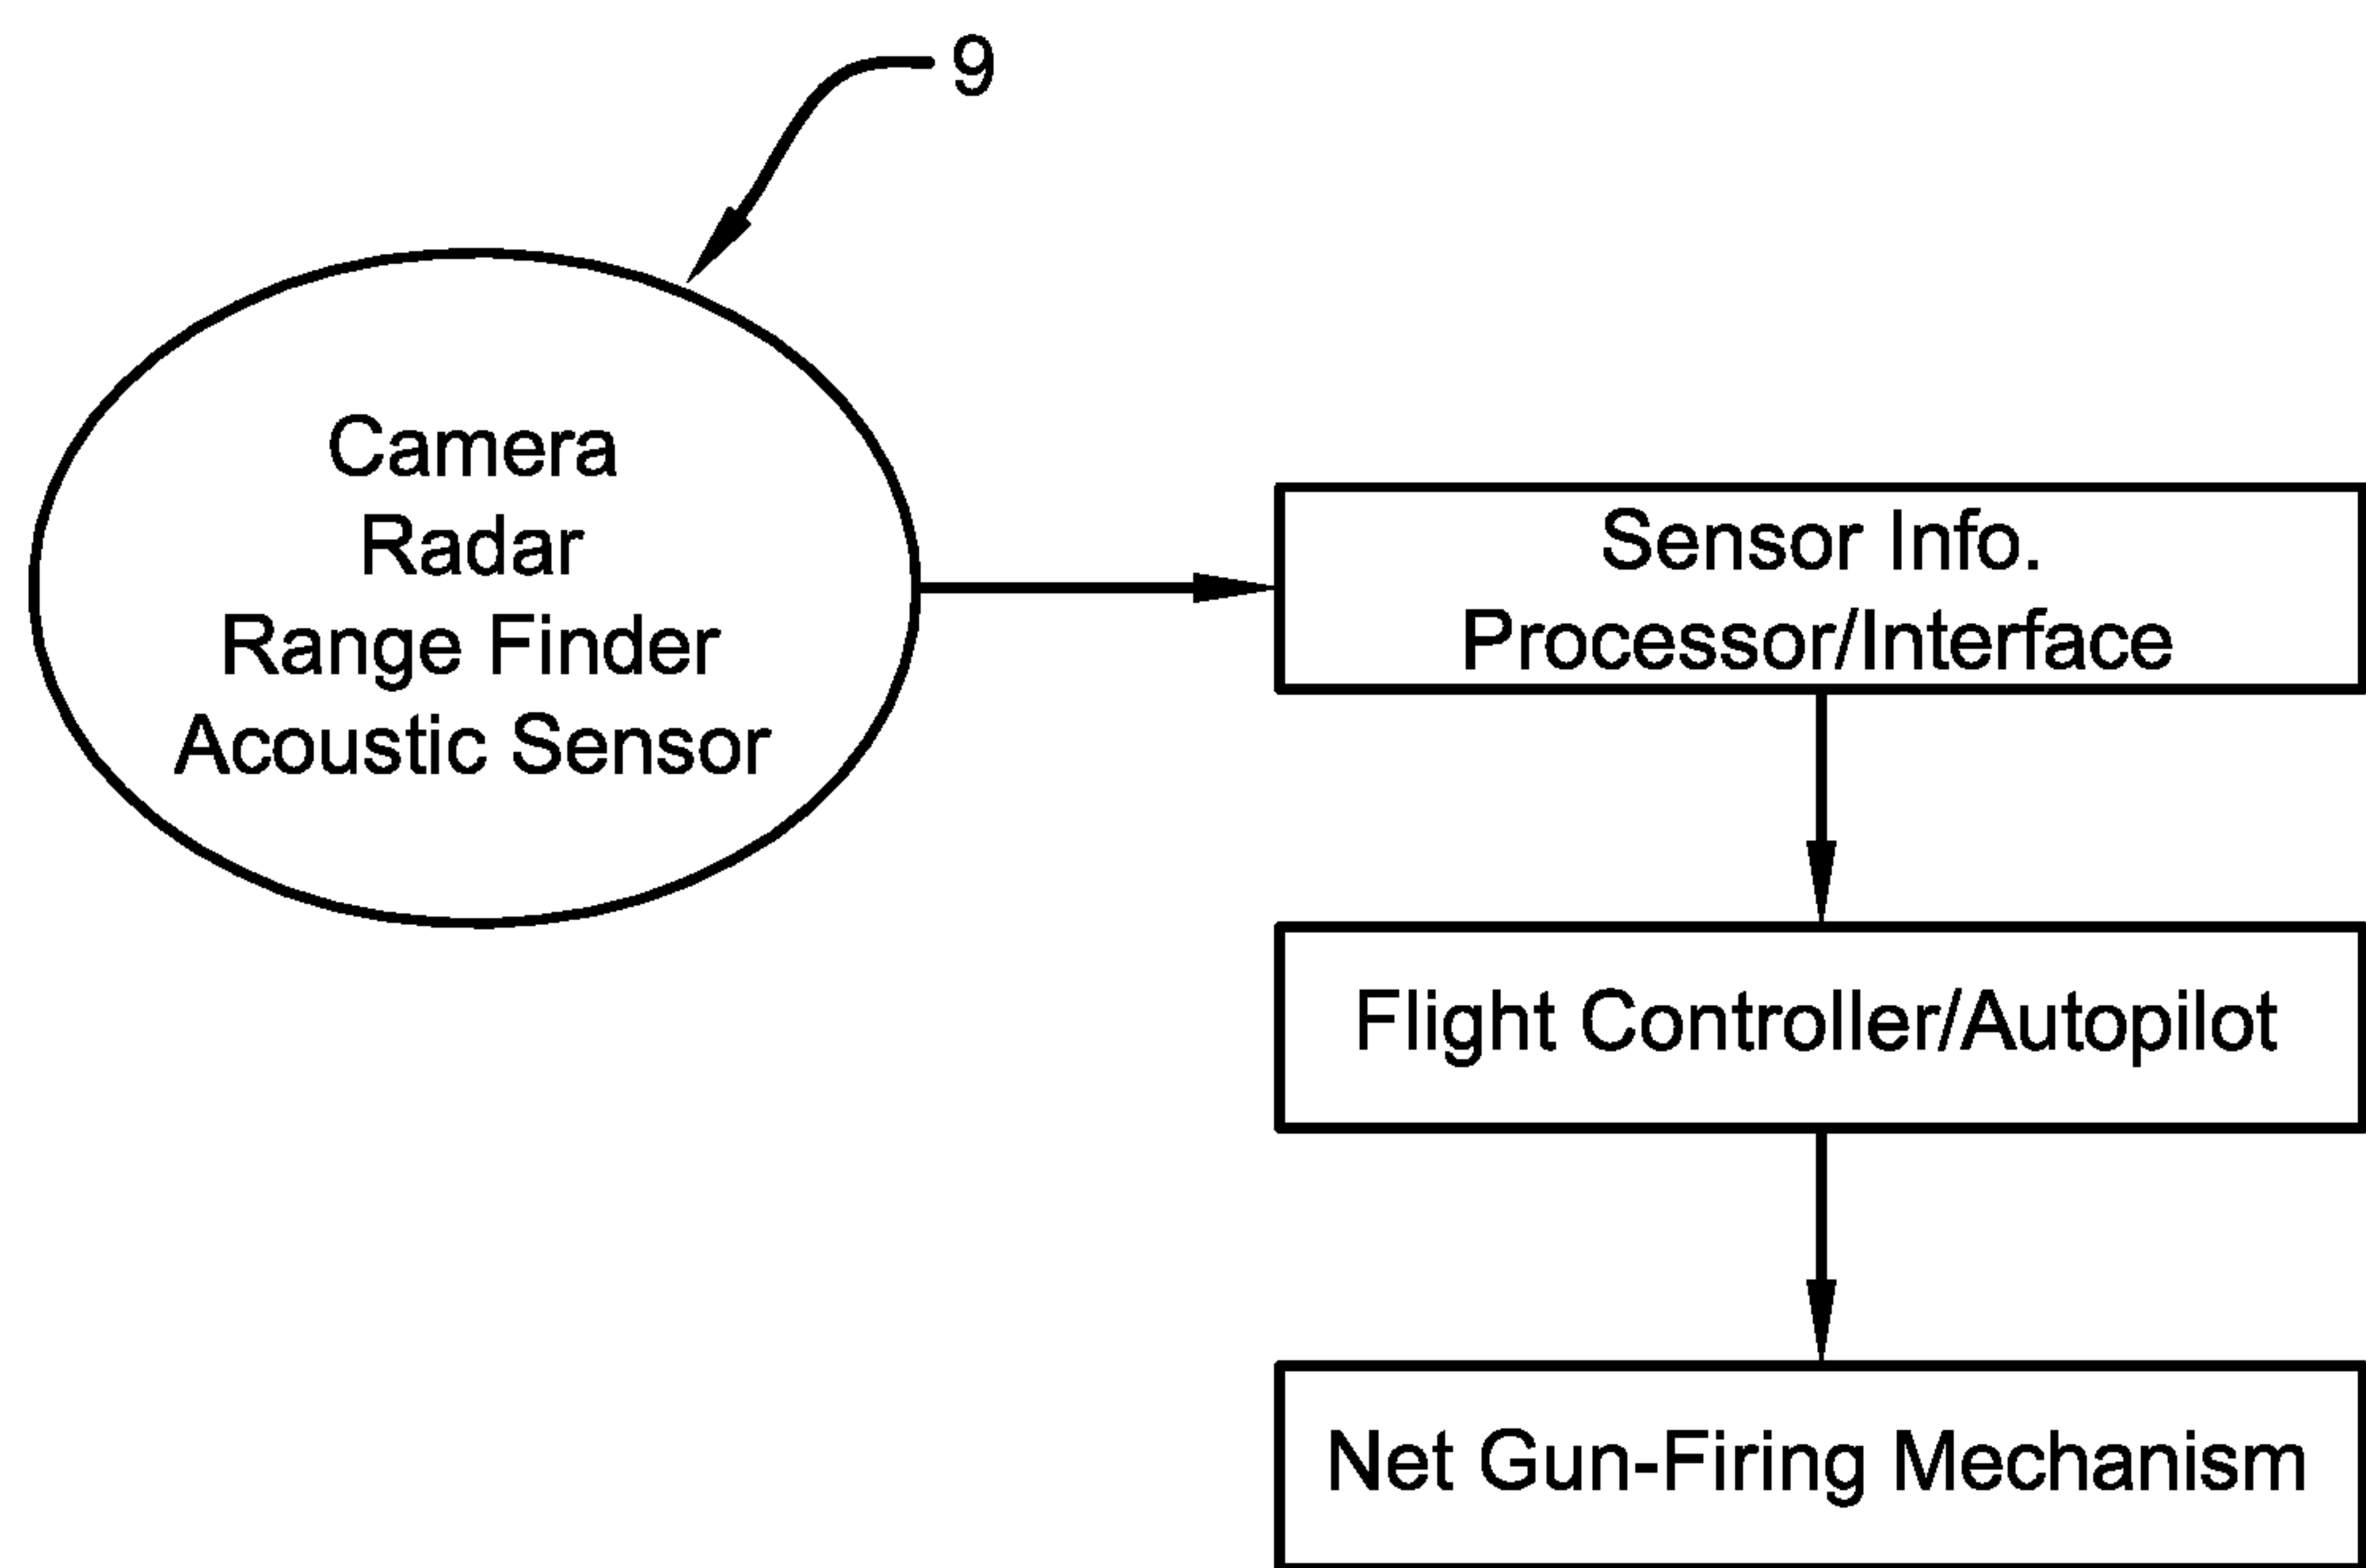 9
Camera
Radar
Range Finder
Acoustic Sensor
Sensor Info.
Processor/Interface
Flight Controller/Autopilot
Net Gun-Firing Mechanism